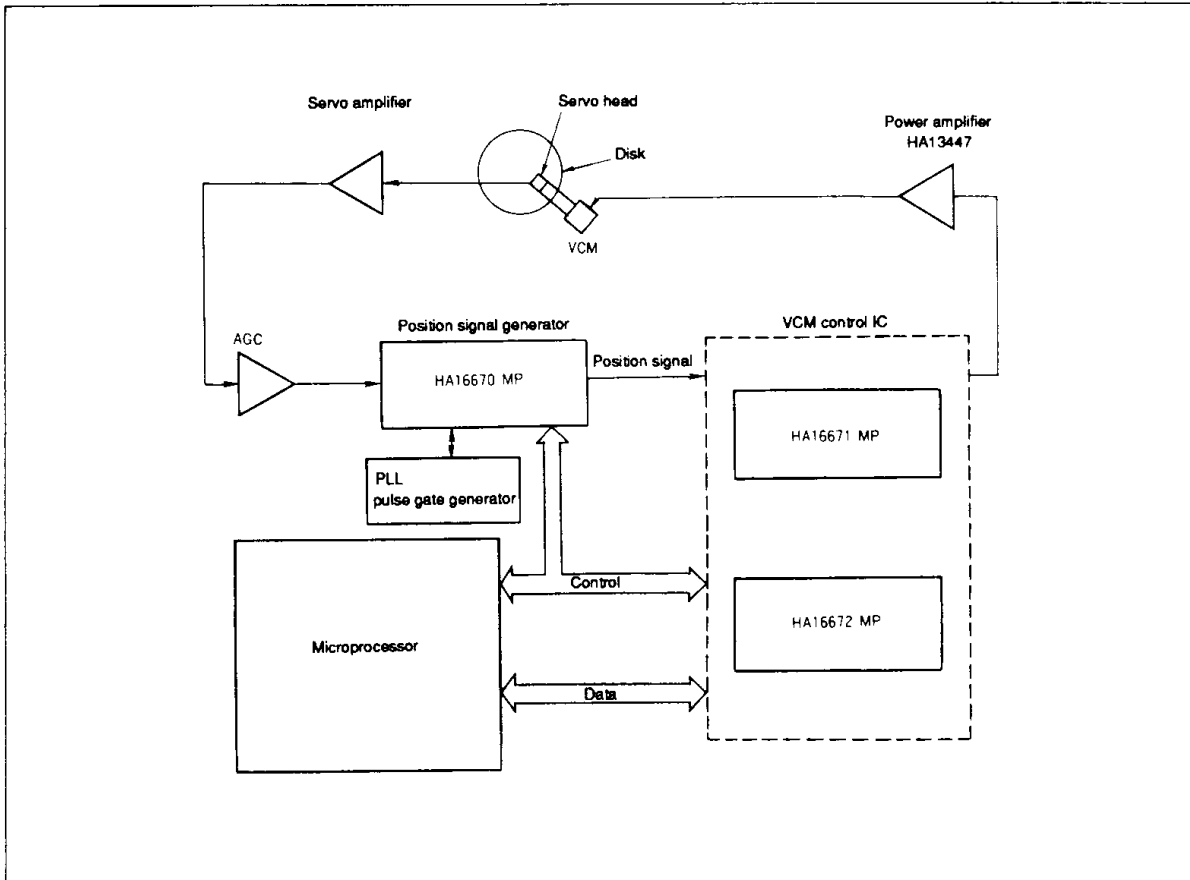 Servo amplifier
Servo head
Disk
Power amplifier
HA13447
VCM
AGC
Position signal generator
HA16670 MP
Position signal
VCM control IC
HA16671 MP
PLL
pulse gate generator
Microprocessor
Control
HA16672 MP
Data